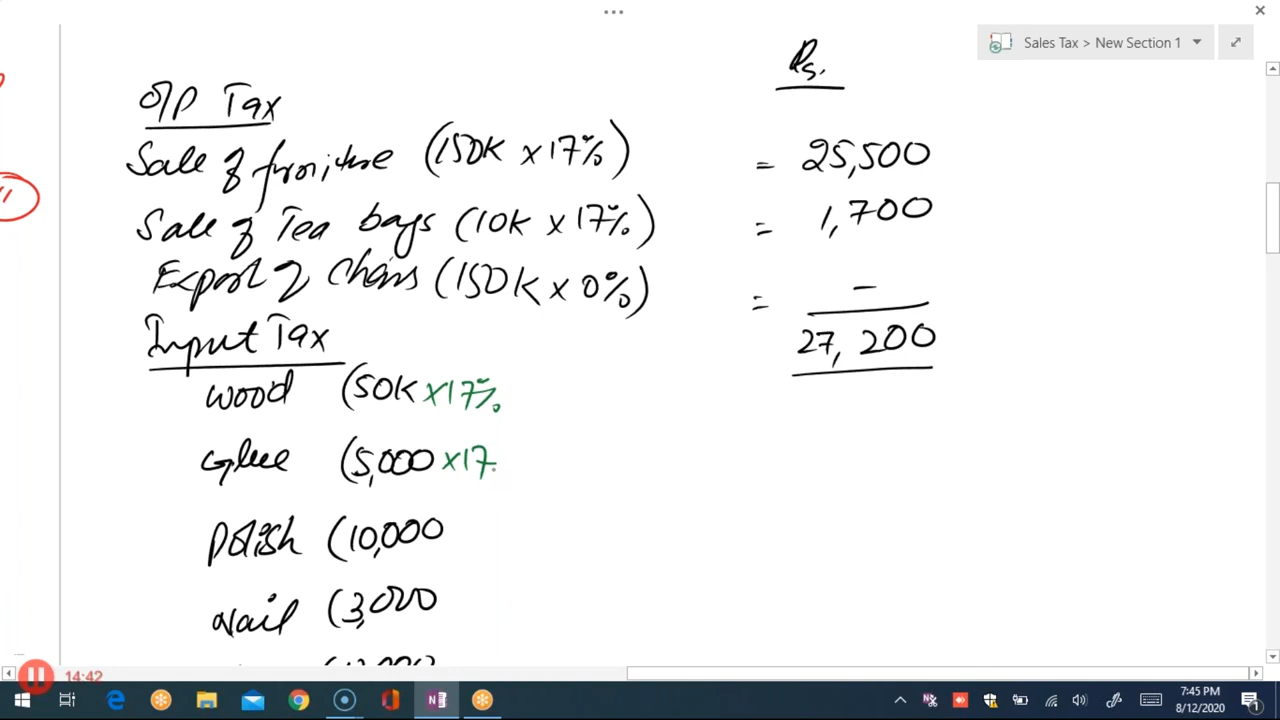 Sales Tax > New Section 1
Rs.
O/P Tax
Sale of furniture (150K x 17%) = 25,500
Sale of Tea bags (10K x 17%) = 1,700
Export of Chairs (150K x 0%) = -
27,200
Input Tax
wood (50K x17%
Glue (5,000 x17
polish (10,000
Nail (3,000
14:42
7:45 PM
8/12/2020